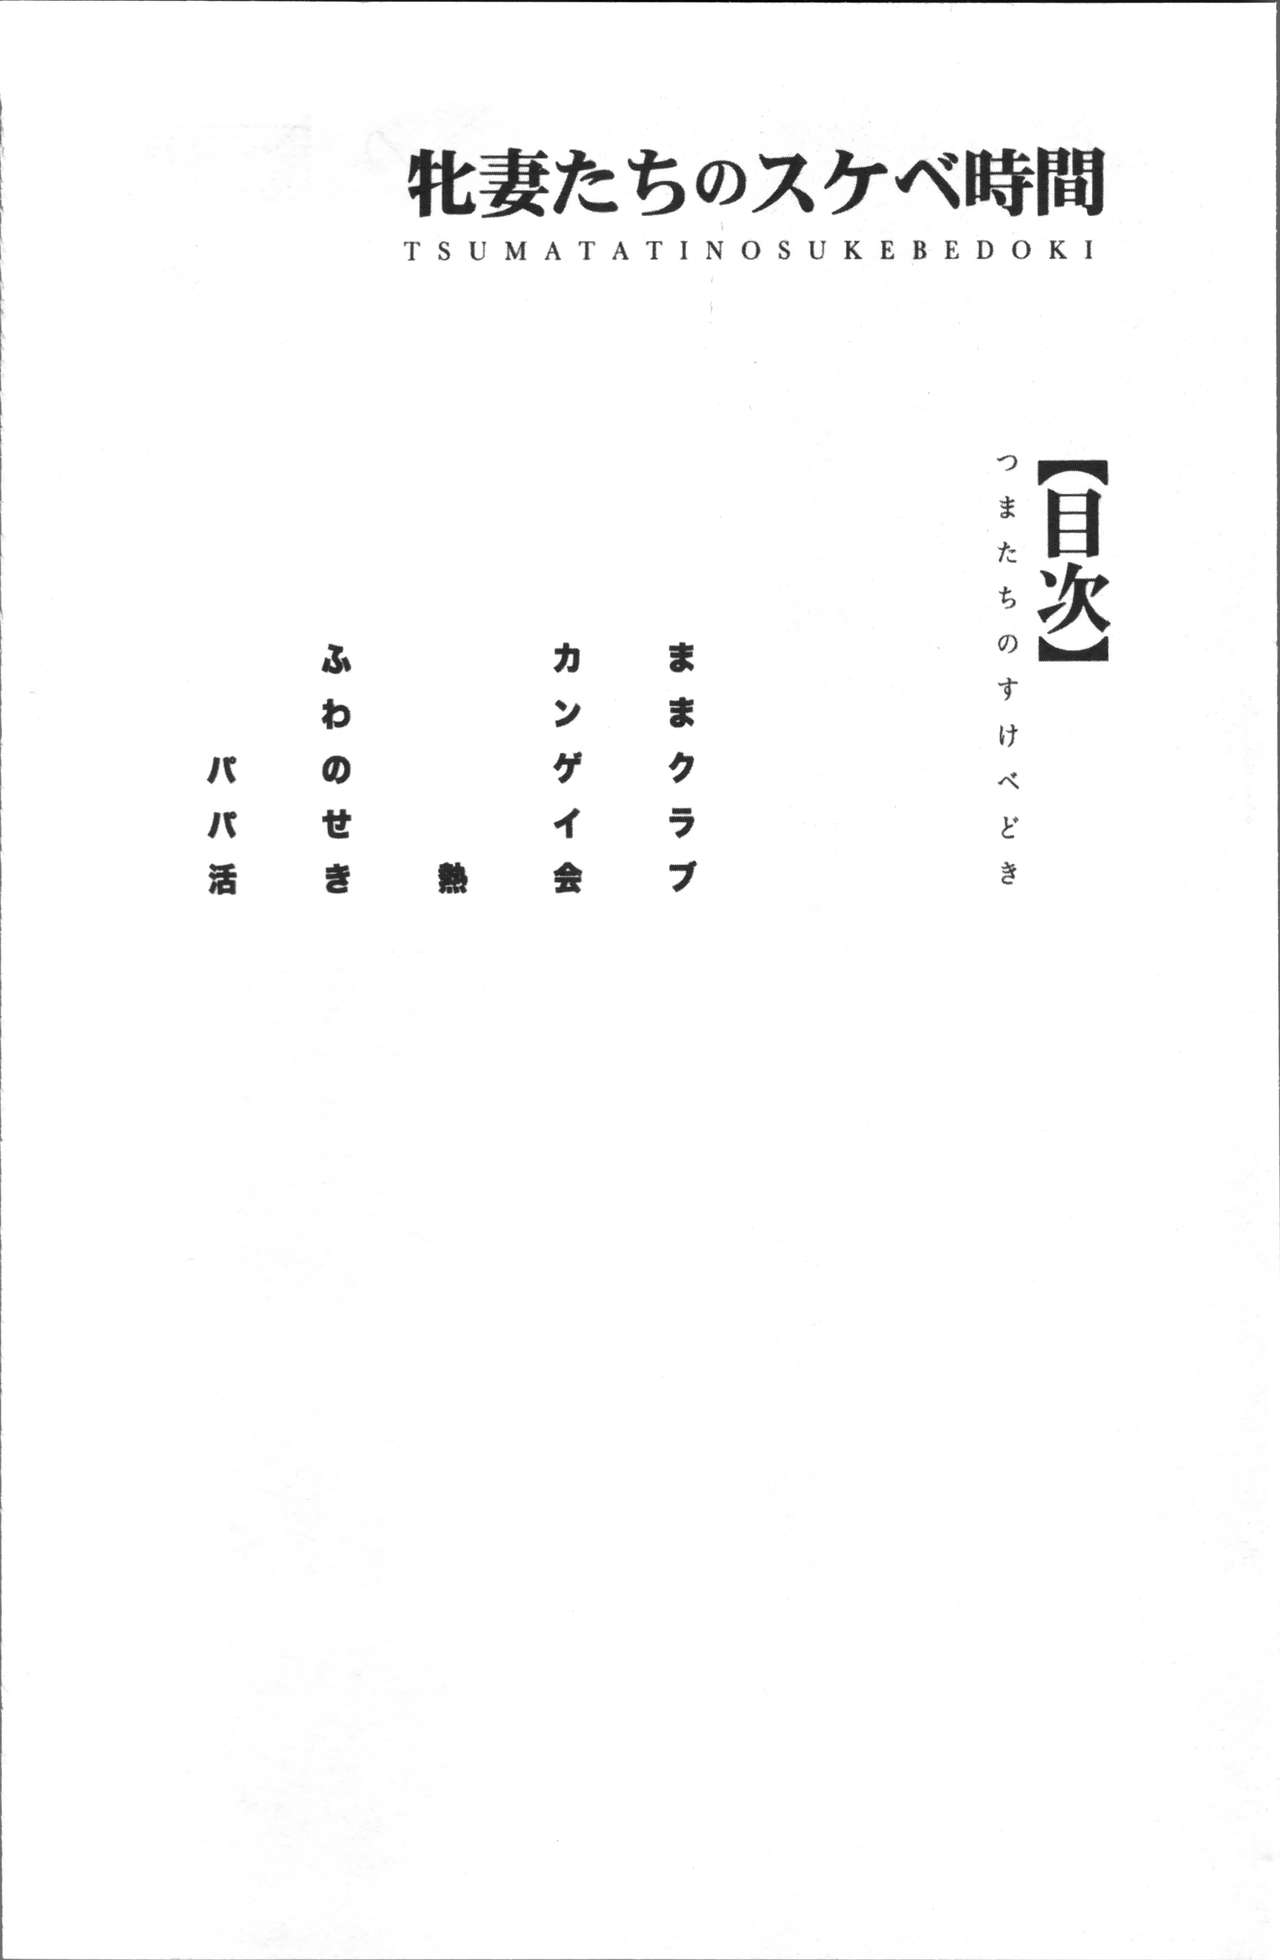 牝妻たちのスケベ時間
TSUMATATINOSUKEBEDOKI
【目次】
つまたちのすけべどき
ままクラブ
カンゲイ会
熱
ふわのせき
パパ活